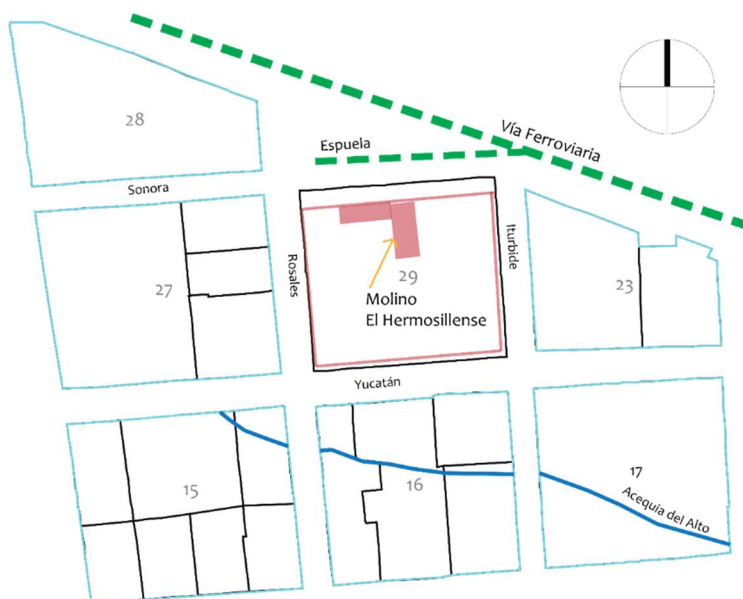 28
Espuela
Vía Ferroviaria
Sonora
27
Rosales
29
Iturbide
Molino
El Hermosillense
23
Yucatán
15
16
17
Acequia del Alto